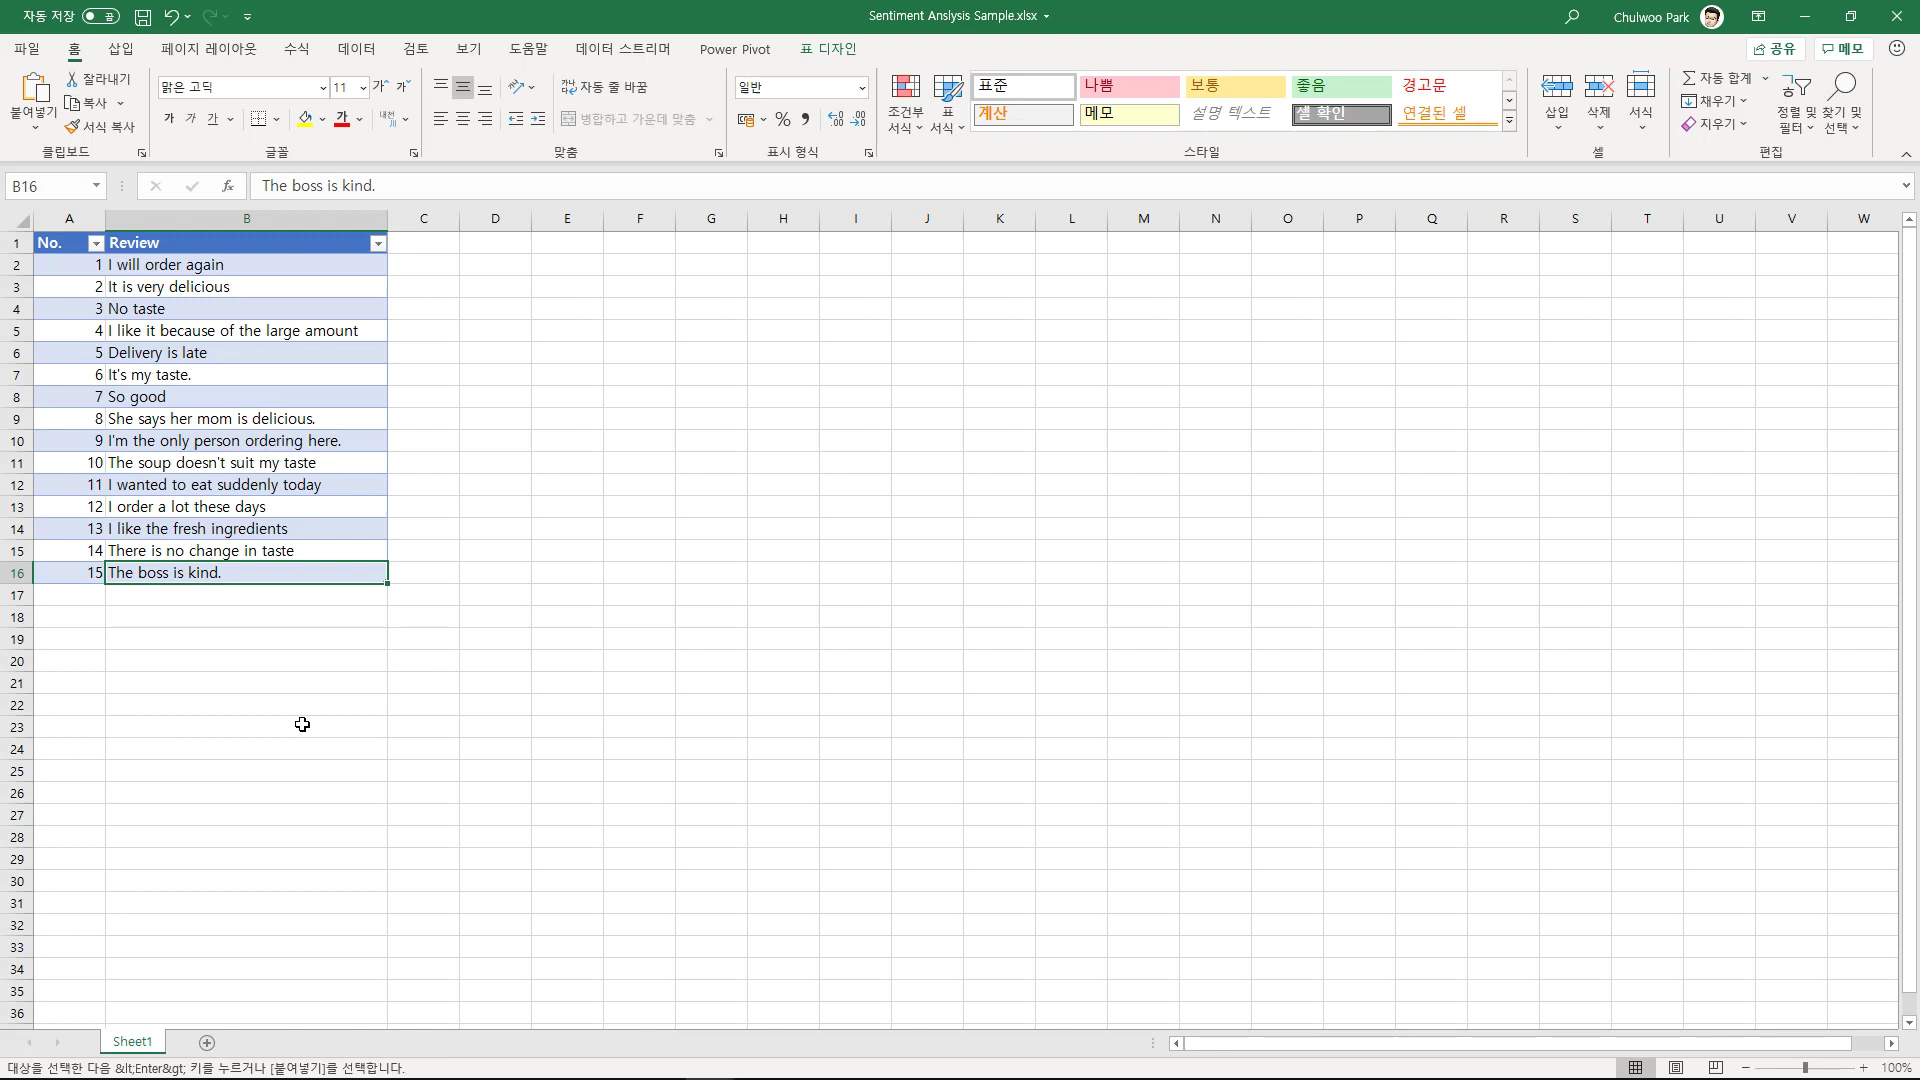 자동 저장 끔 Sentiment Anslysis Sample.xlsx Chulwoo Park
파일 홈 삽입 페이지 레이아웃 수식 데이터 검토 보기 도움말 데이터 스트리머 Power Pivot 표 디자인 공유 메모
붙여넣기 잘라내기 복사 서식 복사
클립보드
맑은 고딕 11 가 가
가 가 가 가 내천
글꼴
자동 줄 바꿈
병합하고 가운데 맞춤
맞춤
일반
표시 형식
조건부 서식 표 서식
표준 나쁨 보통 좋음 경고문
계산 메모 설명 텍스트 셀 확인 연결된 셀
스타일
삽입 삭제 서식
셀
자동 합계 채우기 지우기 정렬 및 필터 찾기 및 선택
편집
B16 fx The boss is kind.
A B C D E F G H I J K L M N O P Q R S T U V W
1 No. Review
2 1 I will order again
3 2 It is very delicious
4 3 No taste
5 4 I like it because of the large amount
6 5 Delivery is late
7 6 It's my taste.
8 7 So good
9 8 She says her mom is delicious.
10 9 I'm the only person ordering here.
11 10 The soup doesn't suit my taste
12 11 I wanted to eat suddenly today
13 12 I order a lot these days
14 13 I like the fresh ingredients
15 14 There is no change in taste
16 15 The boss is kind.
17
18
19
20
21
22
23
24
25
26
27
28
29
30
31
32
33
34
35
36
Sheet1
대상을 선택한 다음 &lt;Enter&gt; 키를 누르거나 [붙여넣기]를 선택합니다. 100%